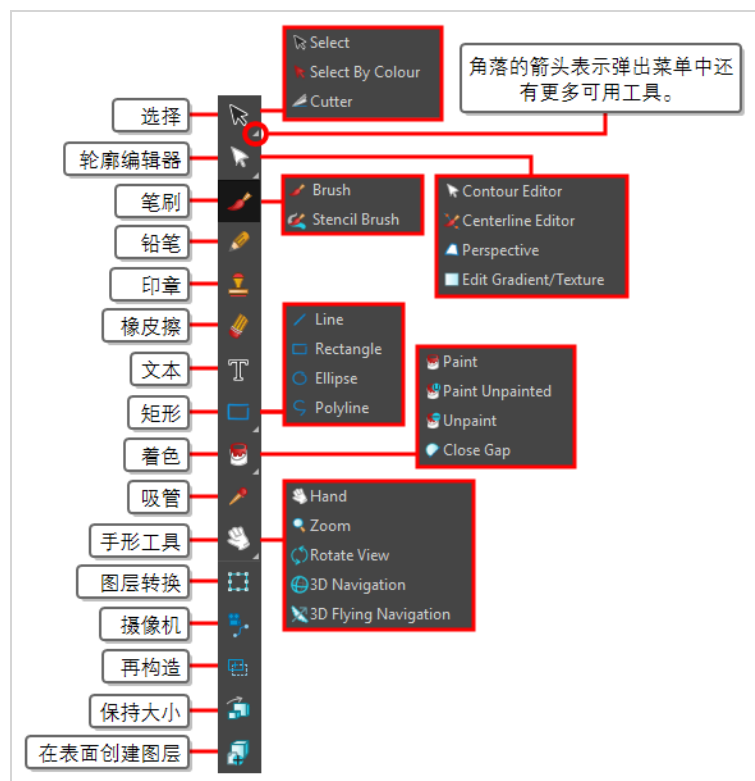 Select
Select By Colour
Cutter
角落的箭头表示弹出菜单中还
有更多可用工具。
选择
轮廓编辑器
笔刷
铅笔
印章
橡皮擦
文本
矩形
着色
吸管
手形工具
图层转换
摄像机
再构造
保持大小
在表面创建图层
Brush
Stencil Brush
Contour Editor
Centerline Editor
Perspective
Edit Gradient/Texture
Line
Rectangle
Ellipse
Polyline
Paint
Paint Unpainted
Unpaint
Close Gap
Hand
Zoom
Rotate View
3D Navigation
3D Flying Navigation